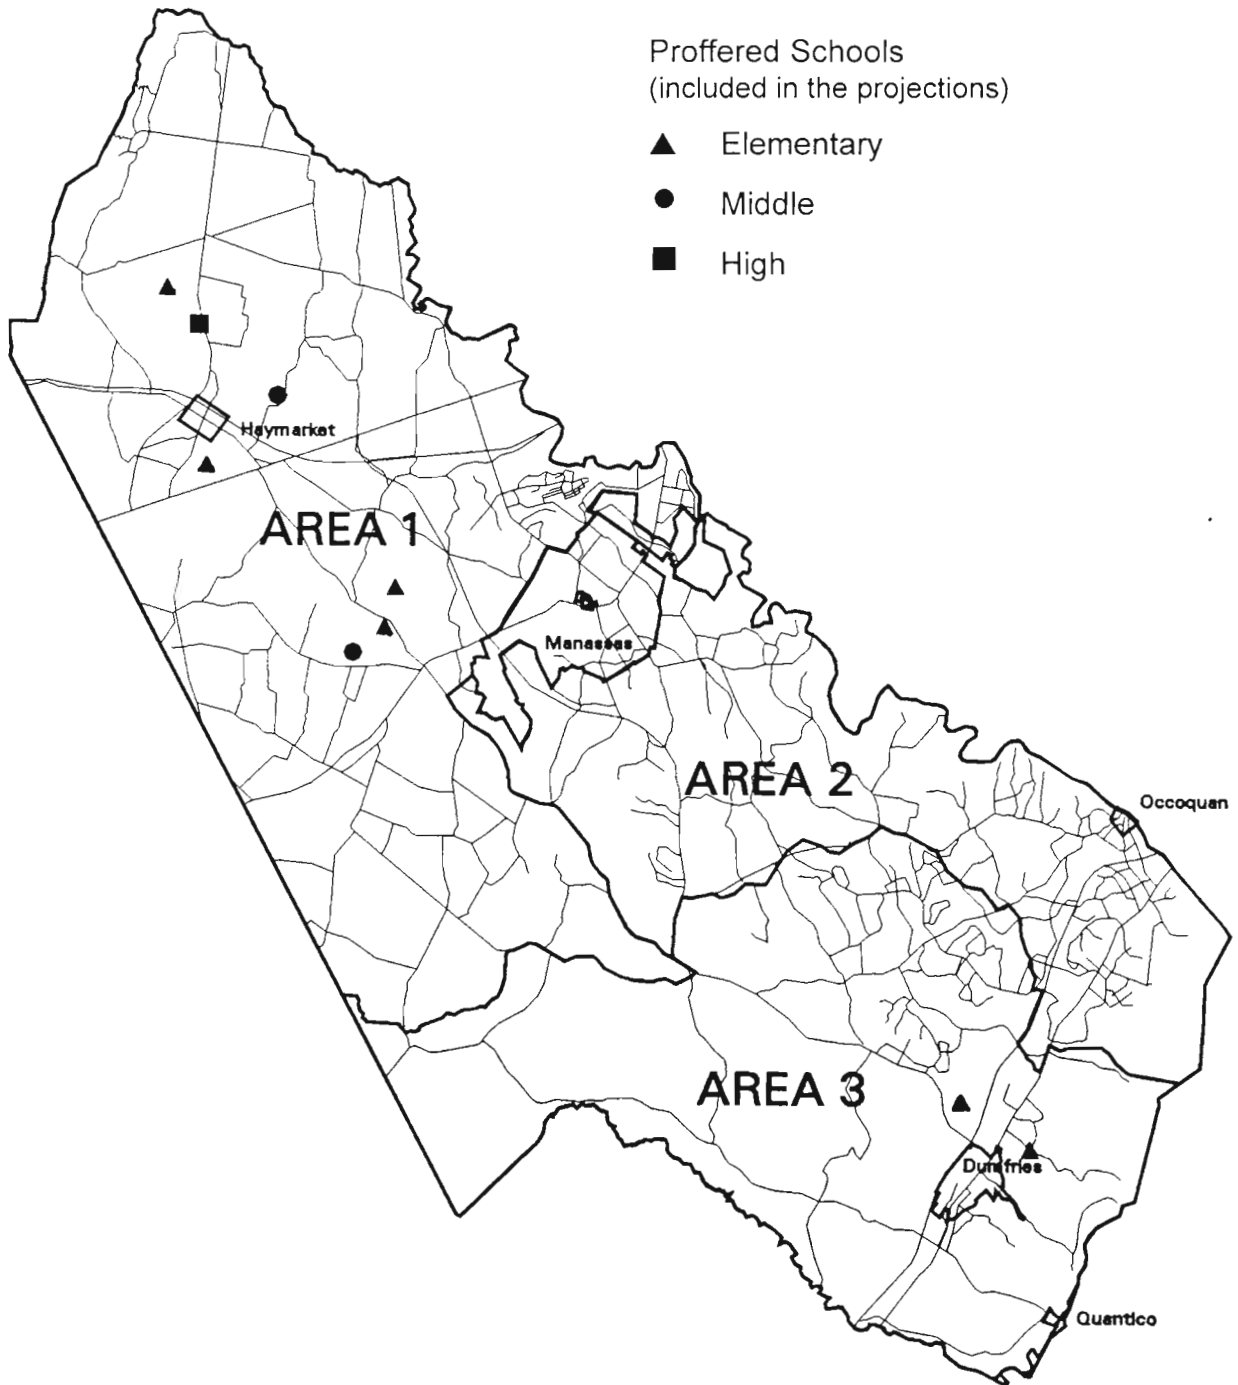 Proffered Schools
(included in the projections)
Elementary
Middle
High
Haymarket
AREA 1
Manassas
AREA 2
Occoquan
AREA 3
Dumfries
Quantico